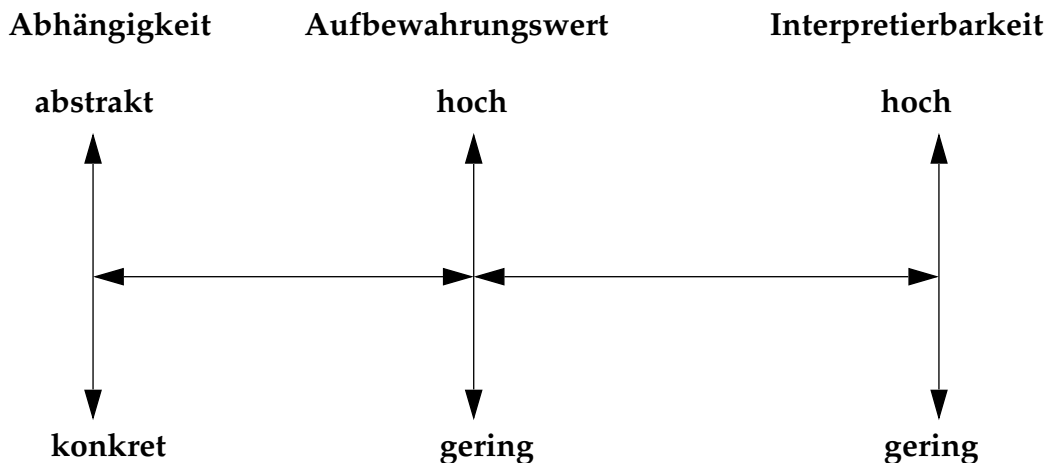 Abhängigkeit Aufbewahrungswert Interpretierbarkeit
abstrakt hoch hoch
konkret gering gering